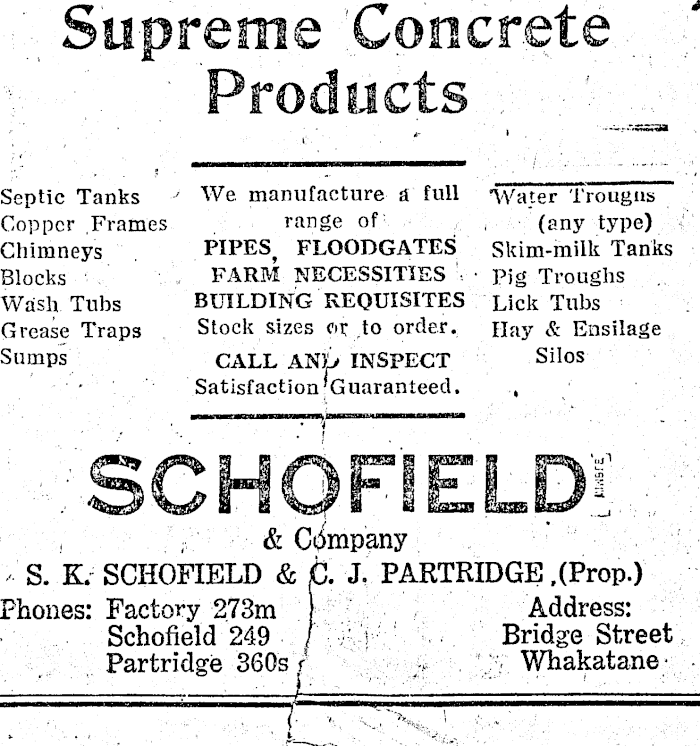 Supreme Concrete
Products
Septic Tanks
Copper Frames
Chimneys
Blocks
Wash Tubs
Grease Traps
Sumps
We manufacture a full
range of
PIPES, FLOODGATES
FARM NECESSITIES
BUILDING REQUISITES
Stock sizes or to order.
CALL AND INSPECT
Satisfaction Guaranteed.
Water Troughs
(any type)
Skim-milk Tanks
Pig Troughs
Lick Tubs
Hay & Ensilage
Silos
SCHOFIELD
& Company
S. K. SCHOFIELD & C. J. PARTRIDGE (Prop.)
Phones: Factory 273m
Schofield 249
Partridge 360s
Address:
Bridge Street
Whakatane